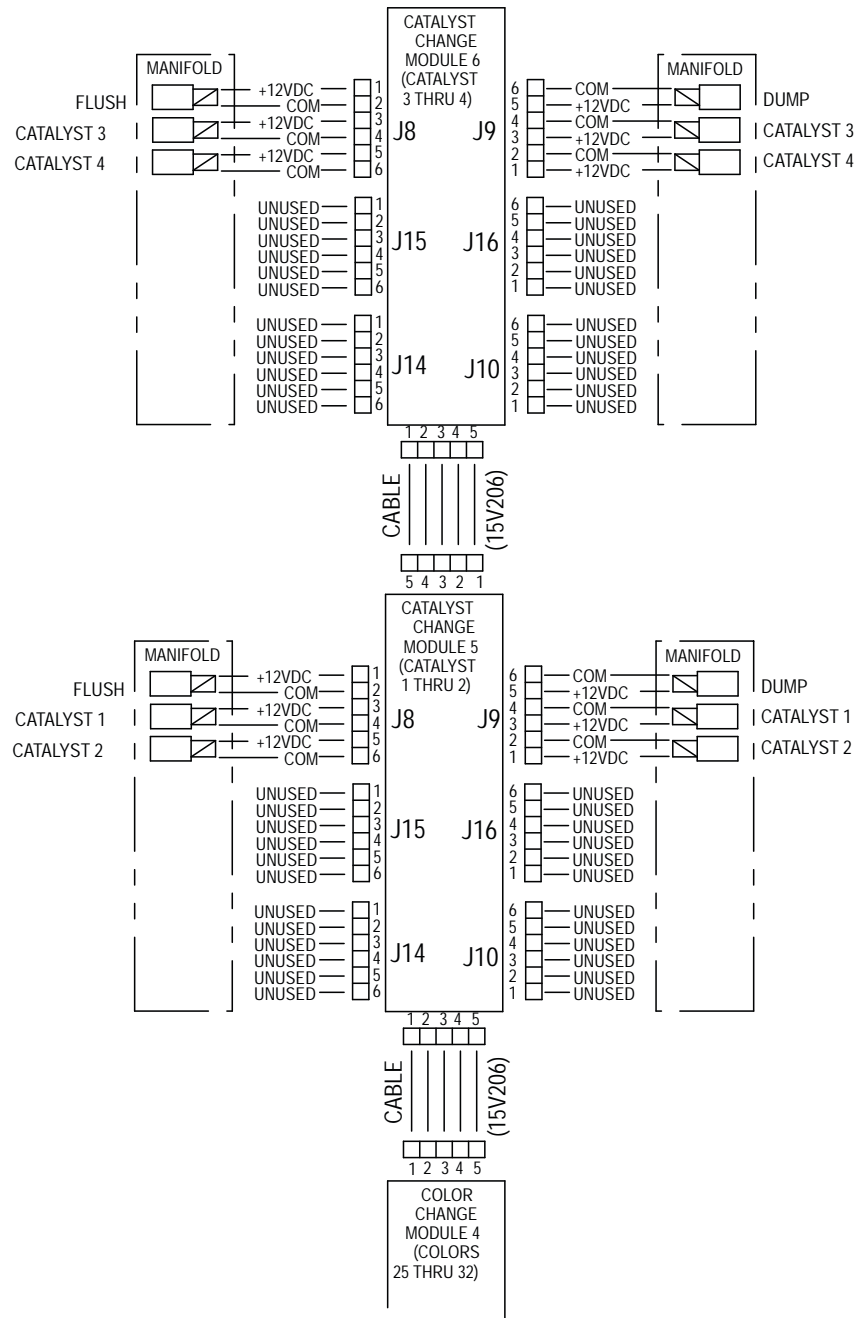 CATALYST
CHANGE
MODULE 6
(CATALYST
3 THRU 4)
MANIFOLD
FLUSH
CATALYST 3
CATALYST 4
+12VDC
COM
+12VDC
COM
+12VDC
COM
1
2
3
4
5
6
J8
J9
6
5
4
3
2
1
COM
+12VDC
COM
+12VDC
COM
+12VDC
MANIFOLD
DUMP
CATALYST 3
CATALYST 4
UNUSED 1
UNUSED 2
UNUSED 3
UNUSED 4
UNUSED 5
UNUSED 6
J15
J16
6 UNUSED
5 UNUSED
4 UNUSED
3 UNUSED
2 UNUSED
1 UNUSED
UNUSED 1
UNUSED 2
UNUSED 3
UNUSED 4
UNUSED 5
UNUSED 6
J14
J10
6 UNUSED
5 UNUSED
4 UNUSED
3 UNUSED
2 UNUSED
1 UNUSED
1 2 3 4 5
CABLE
(15V206)
5 4 3 2 1
CATALYST
CHANGE
MODULE 5
(CATALYST
1 THRU 2)
MANIFOLD
FLUSH
CATALYST 1
CATALYST 2
+12VDC
COM
+12VDC
COM
+12VDC
COM
1
2
3
4
5
6
J8
J9
6
5
4
3
2
1
COM
+12VDC
COM
+12VDC
COM
+12VDC
MANIFOLD
DUMP
CATALYST 1
CATALYST 2
UNUSED 1
UNUSED 2
UNUSED 3
UNUSED 4
UNUSED 5
UNUSED 6
J15
J16
6 UNUSED
5 UNUSED
4 UNUSED
3 UNUSED
2 UNUSED
1 UNUSED
UNUSED 1
UNUSED 2
UNUSED 3
UNUSED 4
UNUSED 5
UNUSED 6
J14
J10
6 UNUSED
5 UNUSED
4 UNUSED
3 UNUSED
2 UNUSED
1 UNUSED
1 2 3 4 5
CABLE
(15V206)
1 2 3 4 5
COLOR
CHANGE
MODULE 4
(COLORS
25 THRU 32)